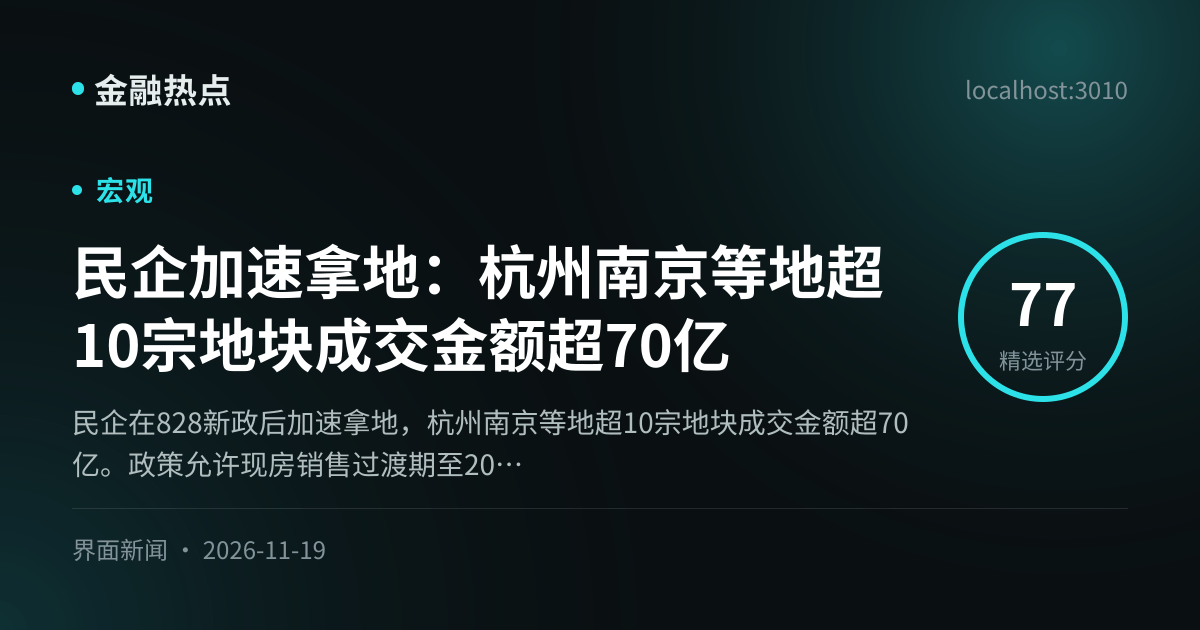 金融热点
localhost:3010
宏观
民企加速拿地：杭州南京等地超
10宗地块成交金额超70亿
77
精选评分
民企在828新政后加速拿地，杭州南京等地超10宗地块成交金额超70
亿。政策允许现房销售过渡期至20…
界面新闻 · 2026-11-19